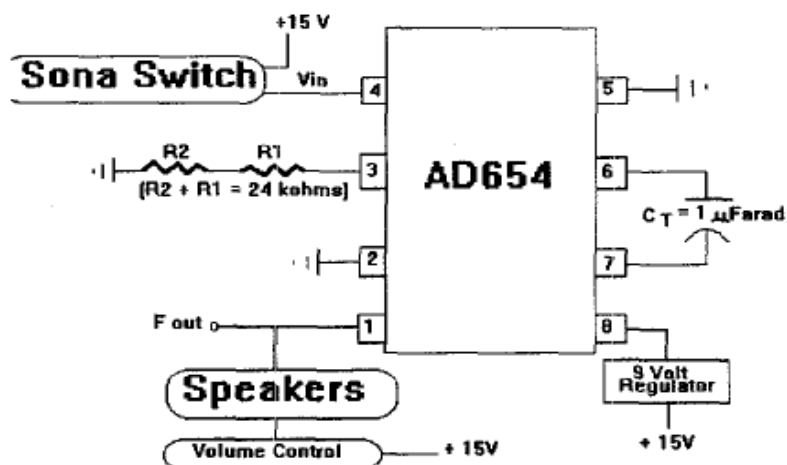 +15 V
Sona Switch
Vin
4
5
R2
R1
3
(R2 + R1 = 24 kohms)
AD654
6
C T = 1 μFarad
2
7
F out
1
8
Speakers
9 Volt
Regulator
Volume Control
+ 15V
+ 15V